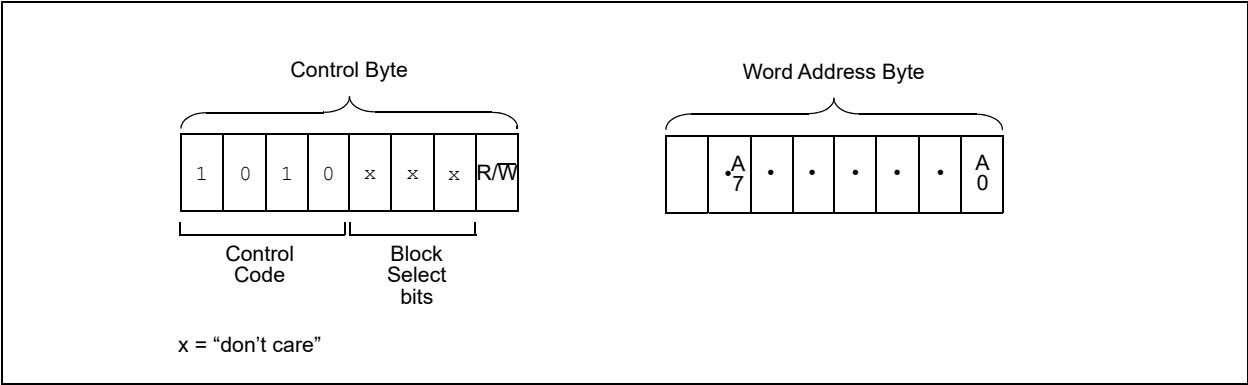 Control Byte
Word Address Byte
1 0 1 0 x x x R/W̅
•A
7 • • • • • A
0
Control
Code
Block
Select
bits
x = “don’t care”